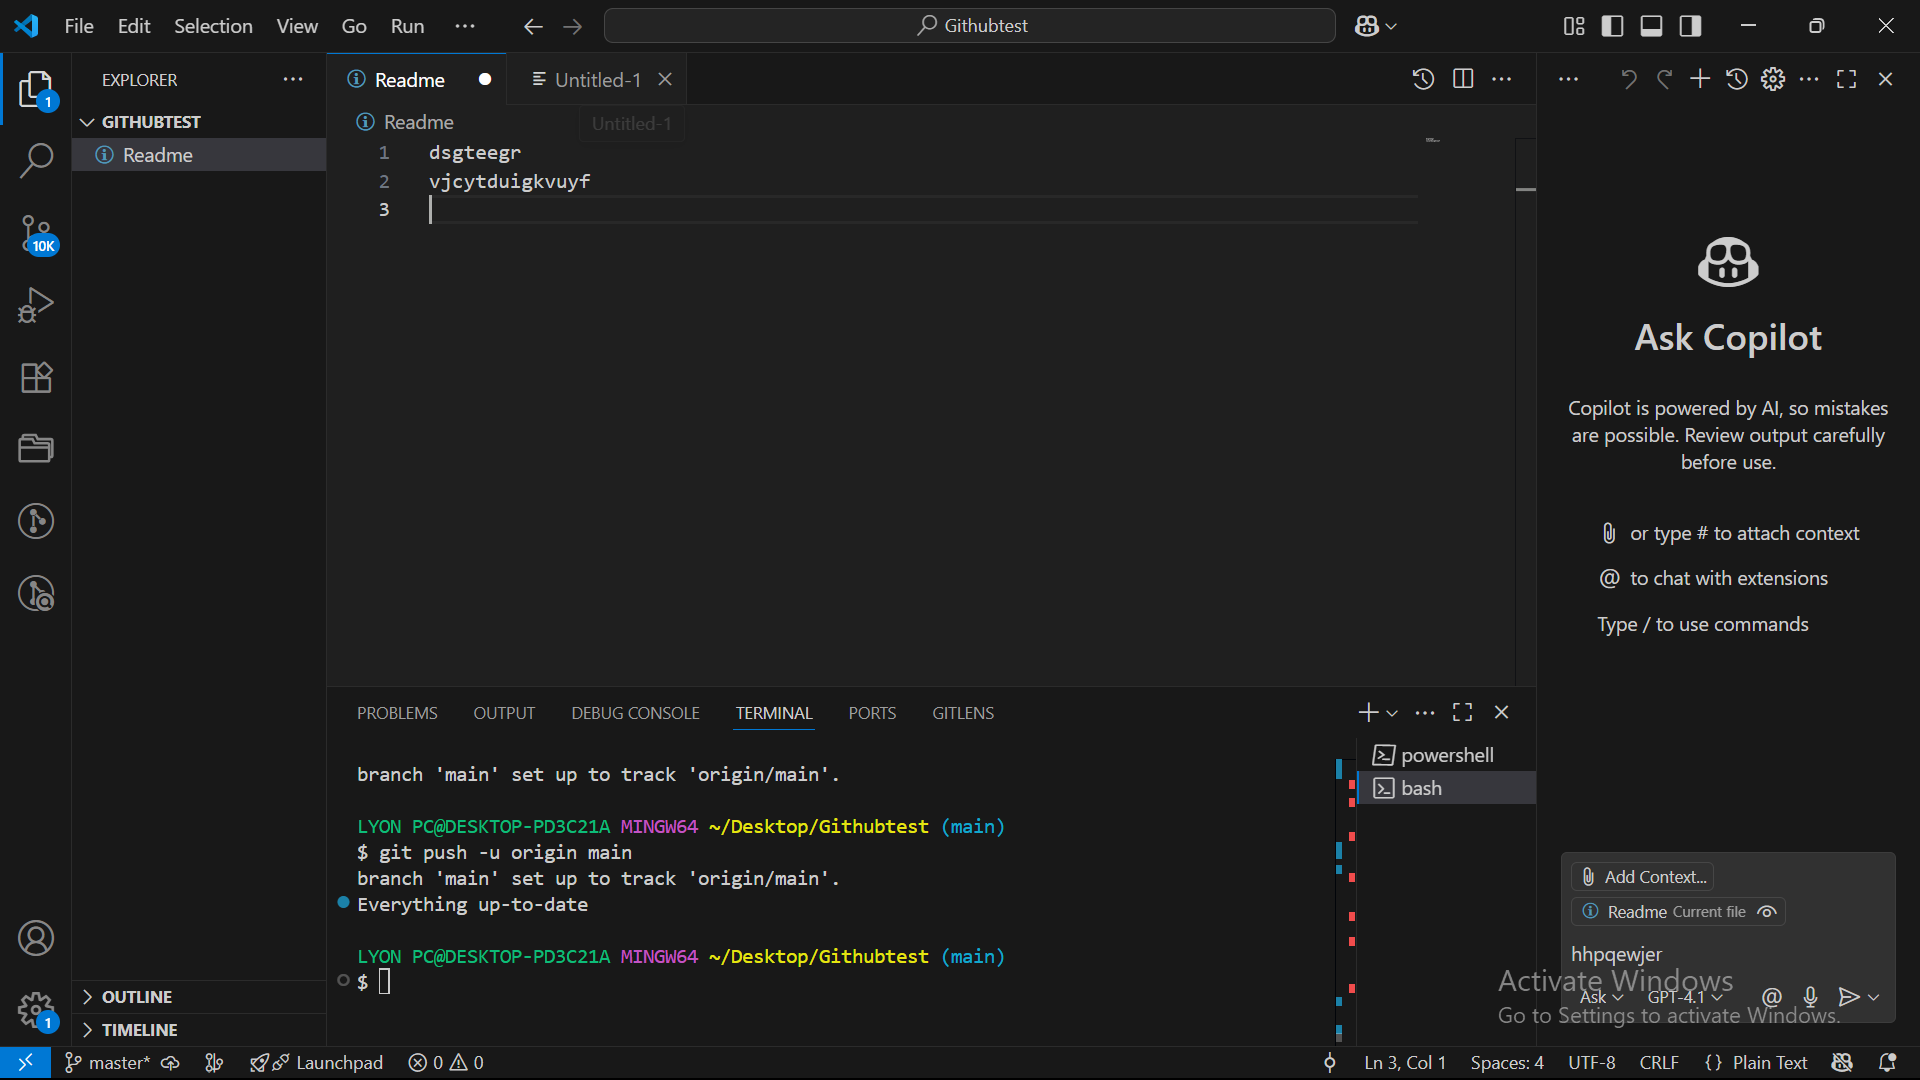 File Edit Selection View Go Run
Githubtest
EXPLORER
1
GITHUBTEST
Readme
10K
OUTLINE
TIMELINE
1
Readme
Untitled-1
Readme
Untitled-1
1 dsgteegr
2 vjcytduigkvuyf
3
PROBLEMS OUTPUT DEBUG CONSOLE TERMINAL PORTS GITLENS
branch 'main' set up to track 'origin/main'.
LYON PC@DESKTOP-PD3C21A MINGW64 ~/Desktop/Githubtest (main)
$ git push -u origin main
branch 'main' set up to track 'origin/main'.
Everything up-to-date
LYON PC@DESKTOP-PD3C21A MINGW64 ~/Desktop/Githubtest (main)
$
powershell
bash
Ask Copilot
Copilot is powered by AI, so mistakes
are possible. Review output carefully
before use.
or type # to attach context
@ to chat with extensions
Type / to use commands
Add Context...
Readme Current file
hhpqewjer
Ask GPT-4.1 @
Activate Windows
Go to Settings to activate Windows.
master* Launchpad 0 0 Ln 3, Col 1 Spaces: 4 UTF-8 CRLF {} Plain Text